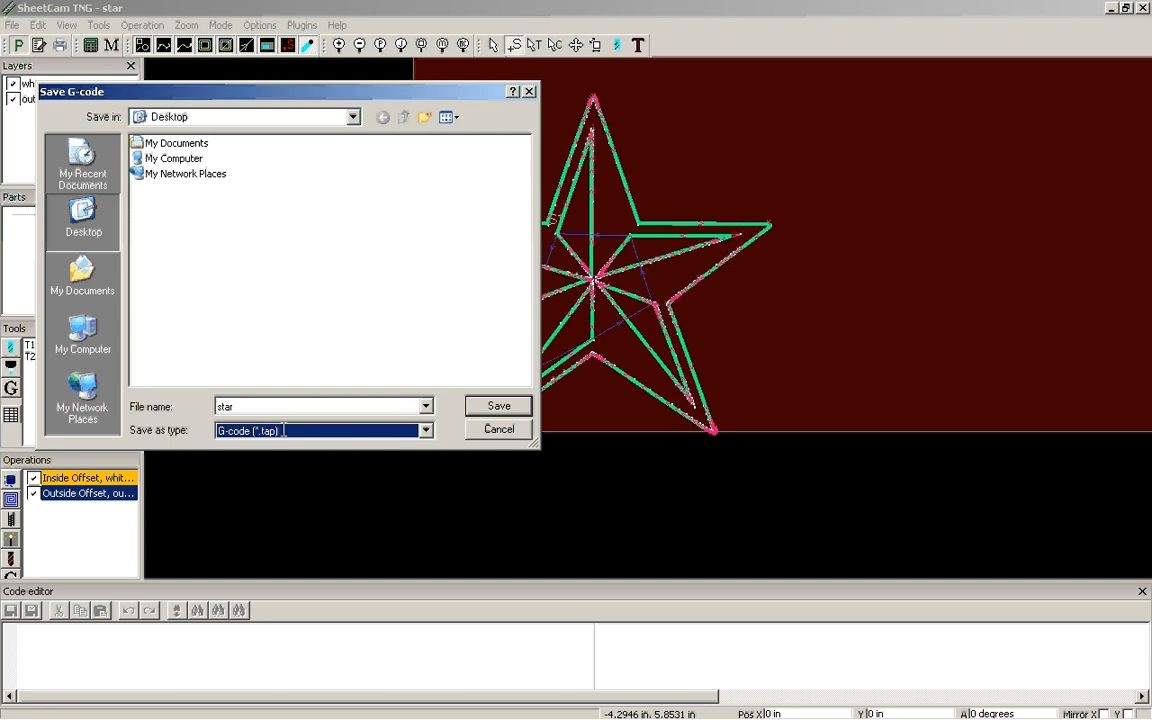 SheetCam TNG - star
File Edit View Tools Operation Zoom Mode Options Plugins Help
Layers
wh
out
Parts
Tools
T1
T2
Save G-code
Save in: Desktop
My Recent Documents
Desktop
My Documents
My Computer
My Network Places
My Documents
My Computer
My Network Places
File name: star
Save
Save as type: G-code (*.tap)
Cancel
Operations
Inside Offset, whit...
Outside Offset, ou...
Code editor
-4.2946 in, 5.8531 in Pos X 0 in Y 0 in A 0 degrees Mirror X Y